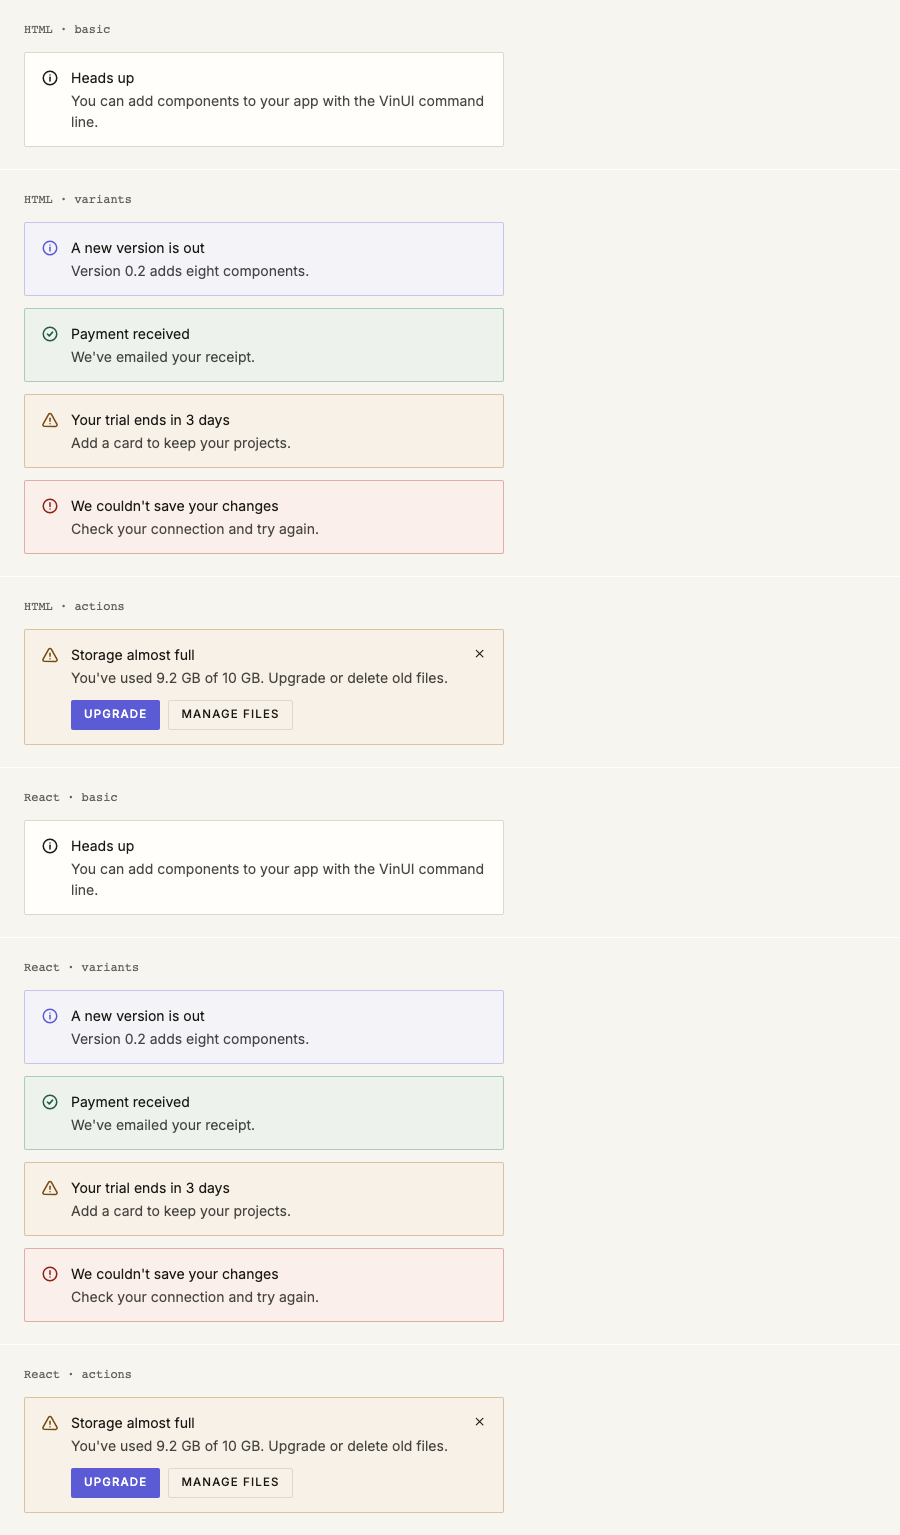 HTML · basic
Heads up
You can add components to your app with the VinUI command
line.
HTML · variants
A new version is out
Version 0.2 adds eight components.
Payment received
We've emailed your receipt.
Your trial ends in 3 days
Add a card to keep your projects.
We couldn't save your changes
Check your connection and try again.
HTML · actions
Storage almost full
You've used 9.2 GB of 10 GB. Upgrade or delete old files.
UPGRADE MANAGE FILES
React · basic
Heads up
You can add components to your app with the VinUI command
line.
React · variants
A new version is out
Version 0.2 adds eight components.
Payment received
We've emailed your receipt.
Your trial ends in 3 days
Add a card to keep your projects.
We couldn't save your changes
Check your connection and try again.
React · actions
Storage almost full
You've used 9.2 GB of 10 GB. Upgrade or delete old files.
UPGRADE MANAGE FILES